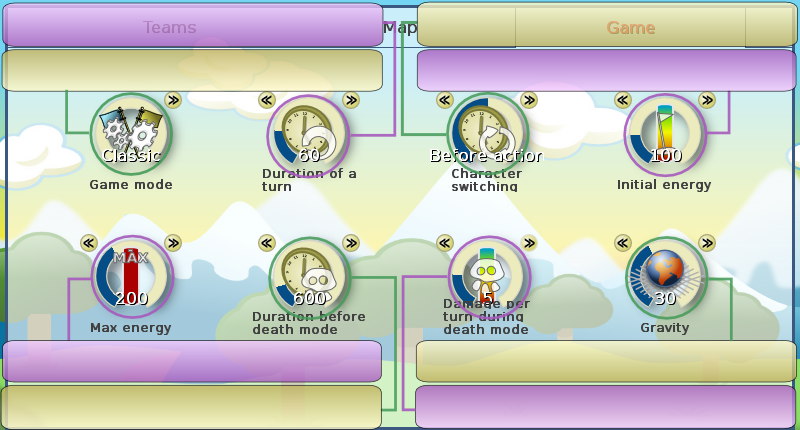 Teams
Map
Game
Classic
Game mode
60
Duration of a
turn
Before action
Character
switching
100
Initial energy
MAX
200
Max energy
600
Duration before
death mode
Damage per
turn during
death mode
30
Gravity